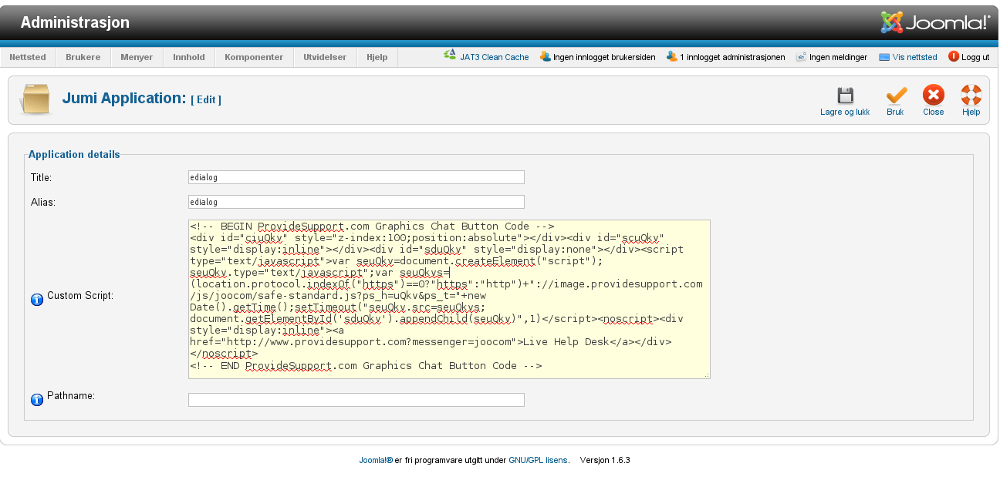 Administrasjon
Joomla!
Nettsted Brukere Menyer Innhold Komponenter Utvidelser Hjelp JAT3 Clean Cache Ingen innlogget brukersiden 1 innlogget administrasjonen Ingen meldinger Vis nettsted Logg ut
Jumi Application: [ Edit ]
Lagre og lukk Bruk Close Hjelp
Application details
Title: edialog
Alias: edialog
Custom Script:
<!-- BEGIN ProvideSupport.com Graphics Chat Button Code -->
<div id="ciuQkv" style="z-index:100;position:absolute"></div><div id="scuQkv"
style="display:inline"></div><div id="sduQkv" style="display:none"></div><script
type="text/javascript">var seuQkv=document.createElement("script");
seuQkv.type="text/javascript";var seuQkvs=
(location.protocol.indexOf("https")==0?"https":"http")+"://image.providesupport.com
/js/joocom/safe-standard.js?ps_h=uQkv&ps_t="+new
Date().getTime();setTimeout("seuQkv.src=seuQkvs;
document.getElementById('sduQkv').appendChild(seuQkv)",1)</script><noscript><div
style="display:inline"><a
href="http://www.providesupport.com?messenger=joocom">Live Help Desk</a></div>
</noscript>
<!-- END ProvideSupport.com Graphics Chat Button Code -->
Pathname:
Joomla!® er fri programvare utgitt under GNU/GPL lisens. Versjon 1.6.3